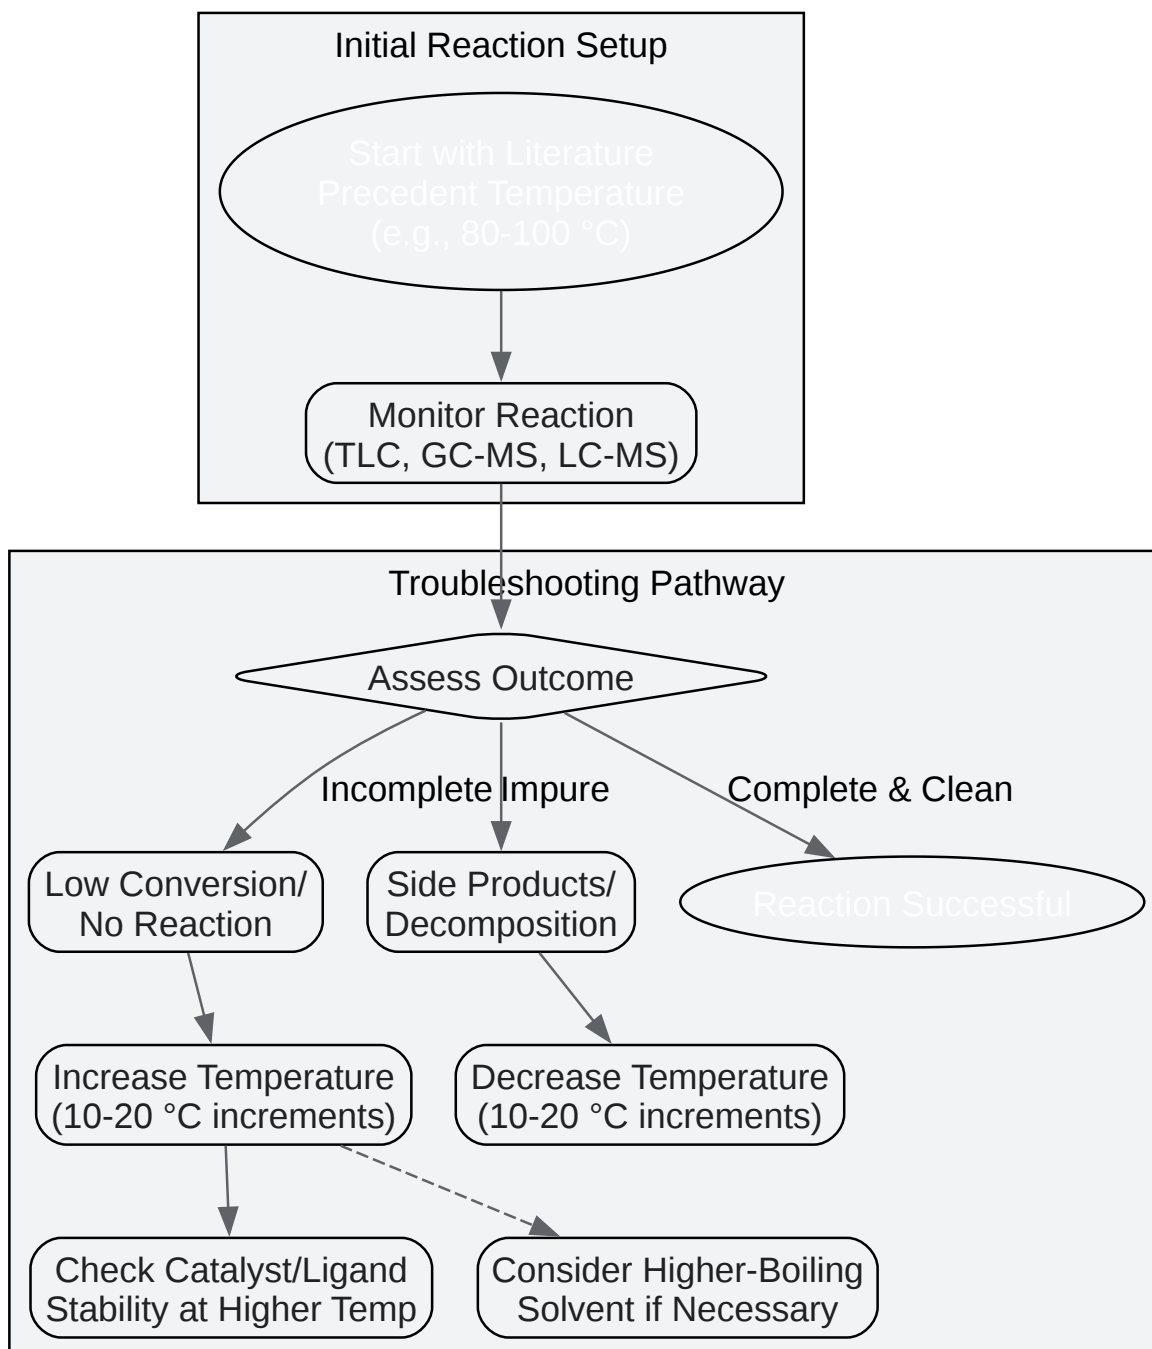 Initial Reaction Setup
Start with Literature
Precedent Temperature
(e.g., 80-100 °C)
Monitor Reaction
(TLC, GC-MS, LC-MS)
Troubleshooting Pathway
Assess Outcome
Incomplete
Impure
Complete & Clean
Low Conversion/
No Reaction
Side Products/
Decomposition
Reaction Successful
Increase Temperature
(10-20 °C increments)
Decrease Temperature
(10-20 °C increments)
Check Catalyst/Ligand
Stability at Higher Temp
Consider Higher-Boiling
Solvent if Necessary